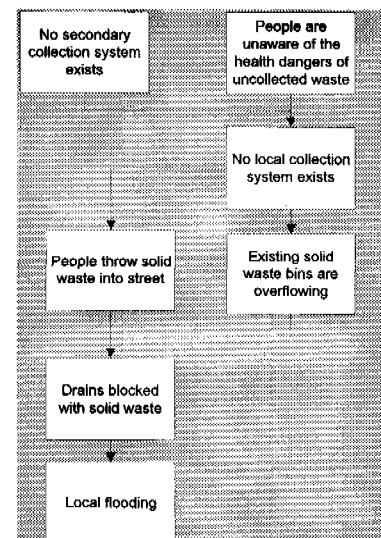 No secondary
collection system
exists
People are
unaware of the
health dangers of
uncollected waste
No local collection
system exists
People throw solid
waste into street
Existing solid
waste bins are
overflowing
Drains blocked
with solid waste
Local flooding